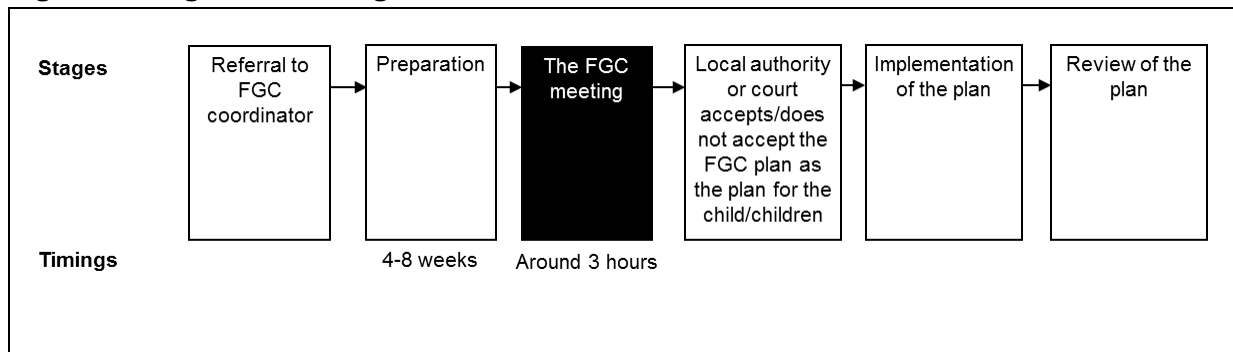 Stages
Referral to
FGC
coordinator
Preparation
The FGC
meeting
Local authority
or court
accepts/does
not accept the
FGC plan as
the plan for the
child/children
Implementation
of the plan
Review of the
plan
Timings
4-8 weeks
Around 3 hours